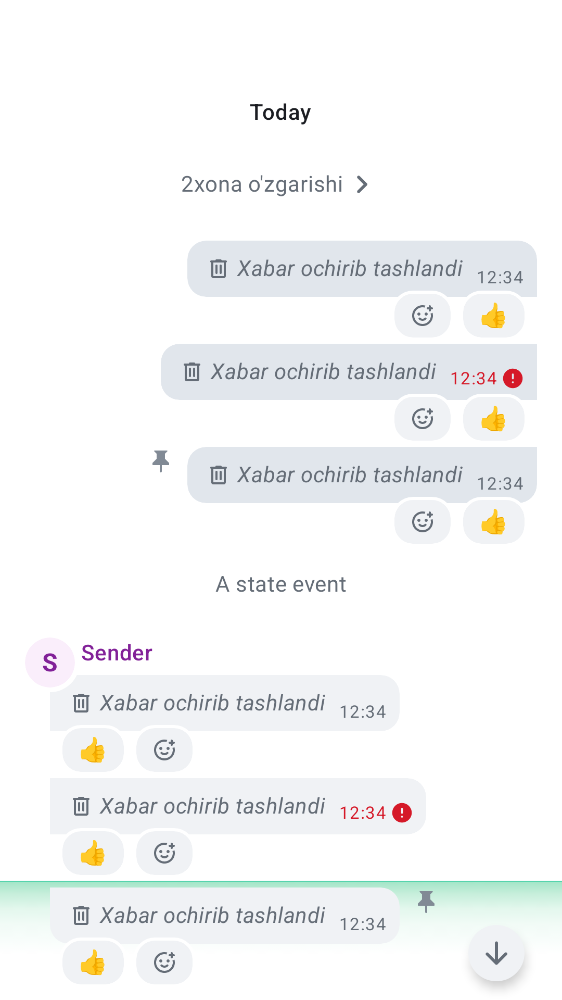 Today
2xona o'zgarishi
Xabar ochirib tashlandi 12:34
👍
Xabar ochirib tashlandi 12:34
👍
Xabar ochirib tashlandi 12:34
👍
A state event
S Sender
Xabar ochirib tashlandi 12:34
👍
Xabar ochirib tashlandi 12:34
👍
Xabar ochirib tashlandi 12:34
👍